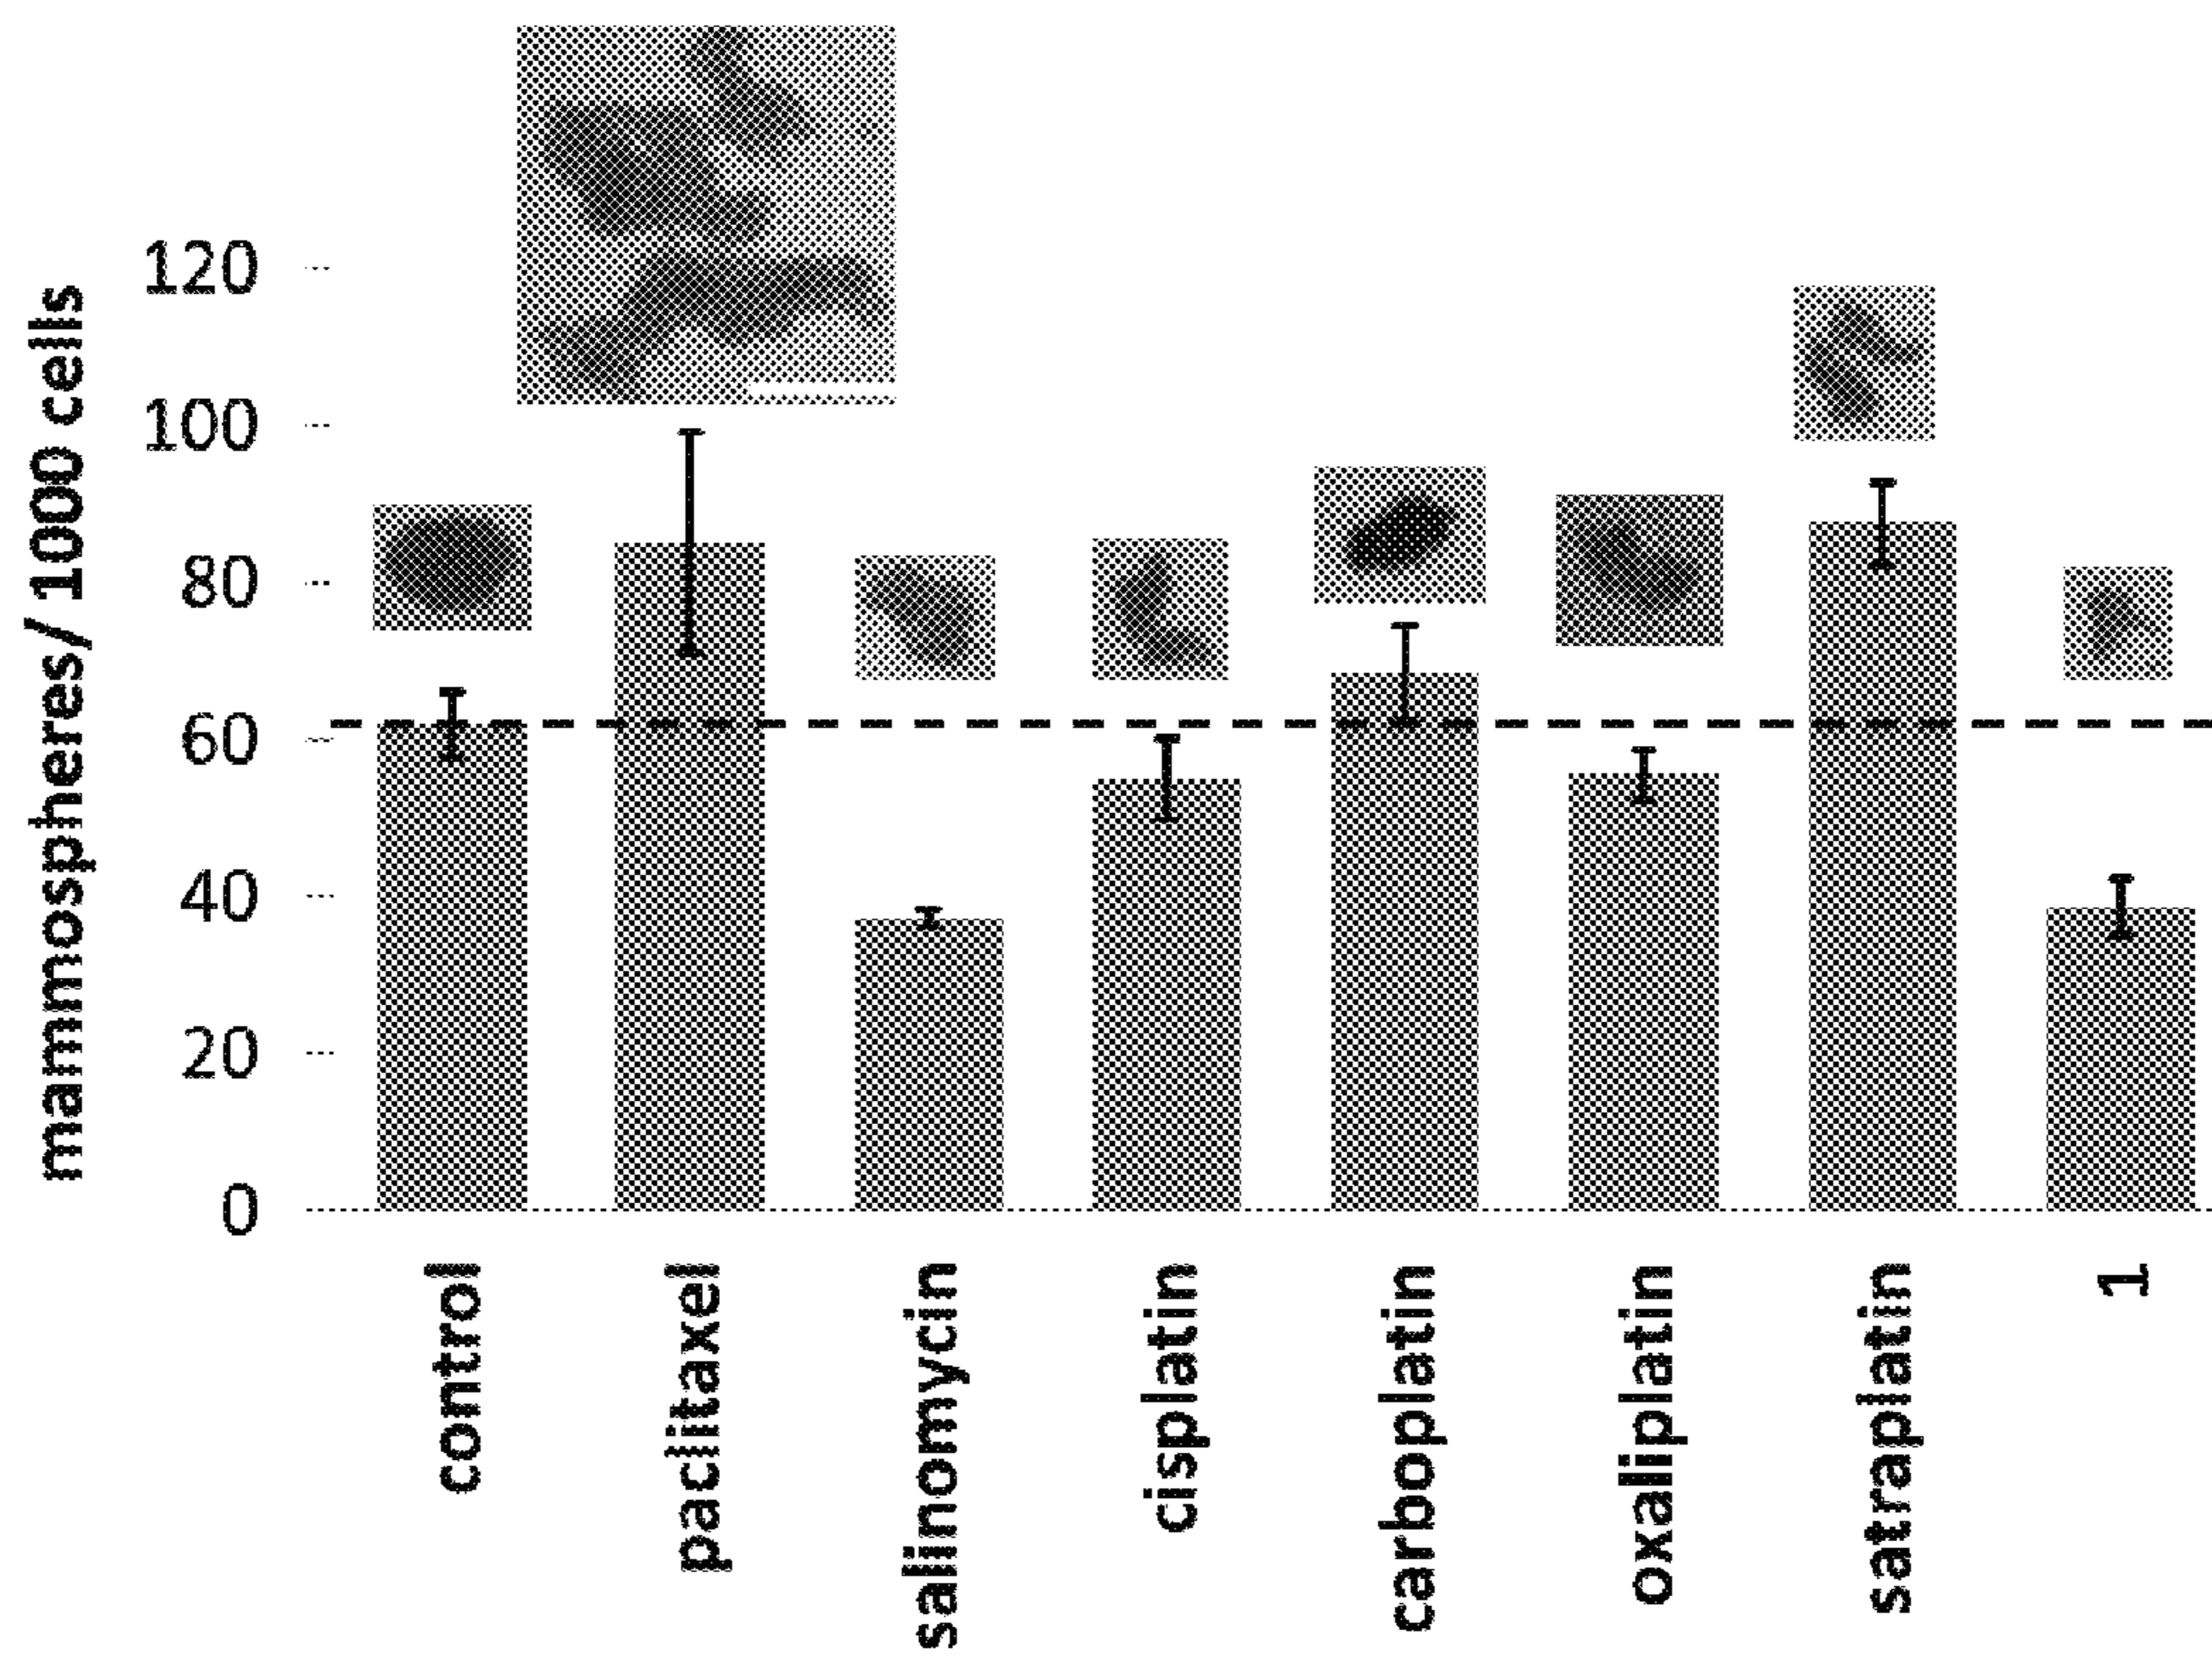 mammospheres/ 1000 cells
120
100
80
60
40
20
0
control
paclitaxel
salinomycin
cisplatin
carboplatin
oxaliplatin
satraplatin
1